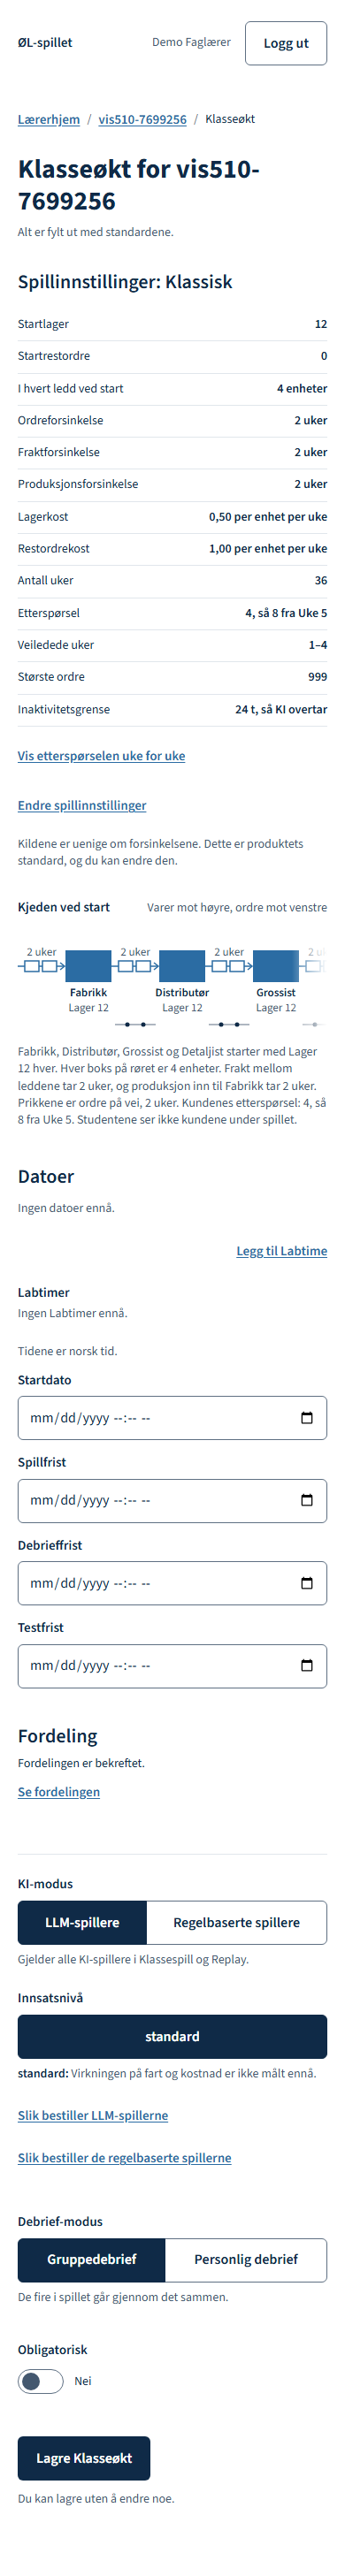 ØL-spillet
Demo Faglærer
Logg ut
Lærerhjem / vis510-7699256 / Klasseøkt
Klasseøkt for vis510-
7699256
Alt er fylt ut med standardene.
Spillinnstillinger: Klassisk
Startlager 12
Startrestordre 0
I hvert ledd ved start 4 enheter
Ordreforsinkelse 2 uker
Fraktforsinkelse 2 uker
Produksjonsforsinkelse 2 uker
Lagerkost 0,50 per enhet per uke
Restordrekost 1,00 per enhet per uke
Antall uker 36
Etterspørsel 4, så 8 fra Uke 5
Veiledede uker 1–4
Største ordre 999
Inaktivitetsgrense 24 t, så KI overtar
Vis etterspørselen uke for uke
Endre spillinnstillinger
Kildene er uenige om forsinkelsene. Dette er produktets
standard, og du kan endre den.
Kjeden ved start Varer mot høyre, ordre mot venstre
2 uker 2 uker 2 uker 2 u
Fabrikk Distributør Grossist
Lager 12 Lager 12 Lager 12
Fabrikk, Distributør, Grossist og Detaljist starter med Lager
12 hver. Hver boks på røret er 4 enheter. Frakt mellom
leddene tar 2 uker, og produksjon inn til Fabrikk tar 2 uker.
Prikkene er ordre på vei, 2 uker. Kundenes etterspørsel: 4, så
8 fra Uke 5. Studentene ser ikke kundene under spillet.
Datoer
Ingen datoer ennå.
Legg til Labtime
Labtimer
Ingen Labtimer ennå.
Tidene er norsk tid.
Startdato
mm/dd/yyyy --:-- --
Spillfrist
mm/dd/yyyy --:-- --
Debrieffrist
mm/dd/yyyy --:-- --
Testfrist
mm/dd/yyyy --:-- --
Fordeling
Fordelingen er bekreftet.
Se fordelingen
KI-modus
LLM-spillere Regelbaserte spillere
Gjelder alle KI-spillere i Klassespill og Replay.
Innsatsnivå
standard
standard: Virkningen på fart og kostnad er ikke målt ennå.
Slik bestiller LLM-spillerne
Slik bestiller de regelbaserte spillerne
Debrief-modus
Gruppedebrief Personlig debrief
De fire i spillet går gjennom det sammen.
Obligatorisk
Nei
Lagre Klasseøkt
Du kan lagre uten å endre noe.